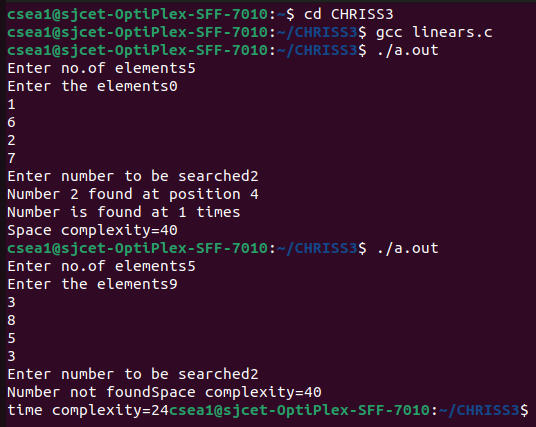 csea1@sjcet-OptiPlex-SFF-7010:~$ cd CHRISS3
csea1@sjcet-OptiPlex-SFF-7010:~/CHRISS3$ gcc linears.c
csea1@sjcet-OptiPlex-SFF-7010:~/CHRISS3$ ./a.out
Enter no.of elements5
Enter the elements0
1
6
2
7
Enter number to be searched2
Number 2 found at position 4
Number is found at 1 times
Space complexity=40
csea1@sjcet-OptiPlex-SFF-7010:~/CHRISS3$ ./a.out
Enter no.of elements5
Enter the elements9
3
8
5
3
Enter number to be searched2
Number not foundSpace complexity=40
time complexity=24csea1@sjcet-OptiPlex-SFF-7010:~/CHRISS3$